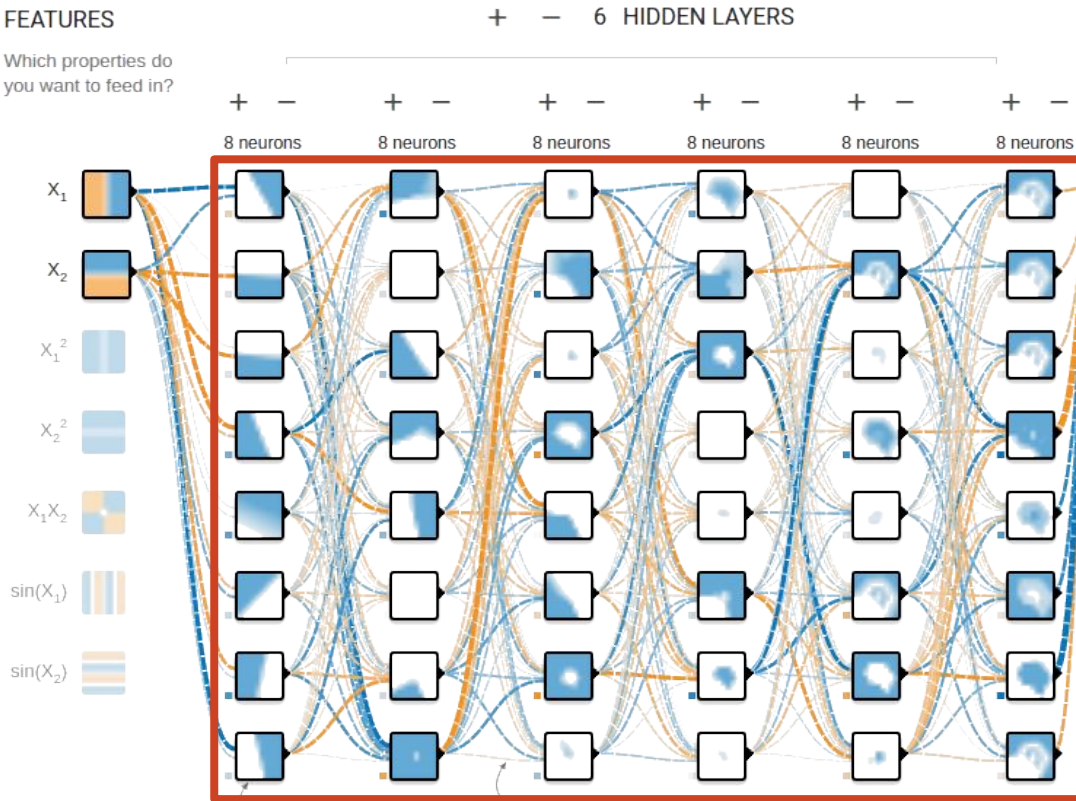 FEATURES
+ − 6 HIDDEN LAYERS
Which properties do
you want to feed in?
+ − + − + − + − + − + −
8 neurons 8 neurons 8 neurons 8 neurons 8 neurons 8 neurons
X₁
X₂
X₁²
X₂²
X₁X₂
sin(X₁)
sin(X₂)